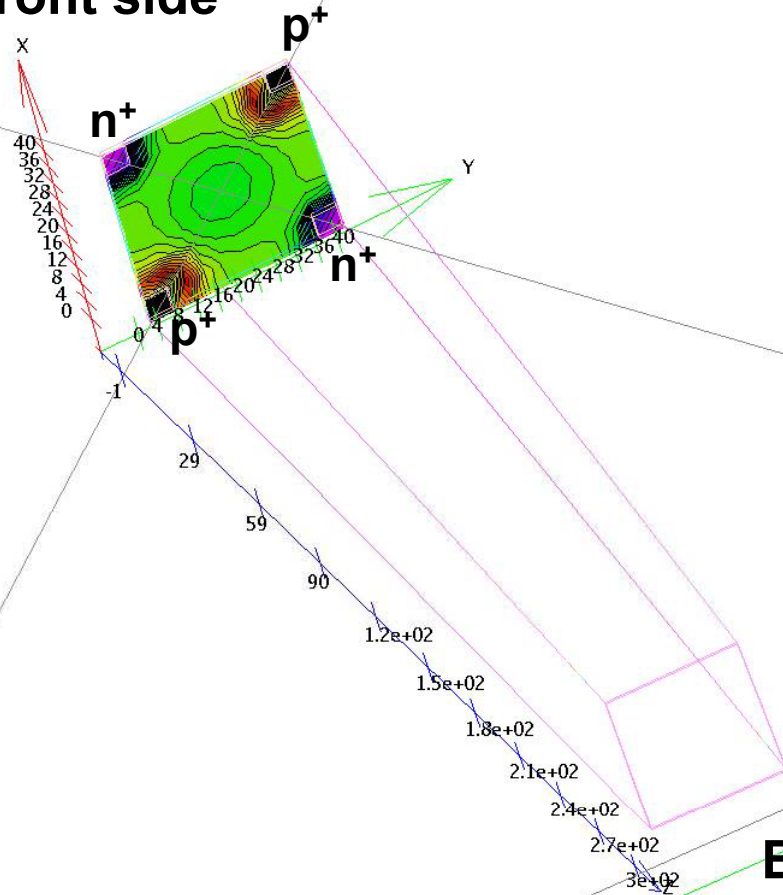 ront side
p+
X
n+
40
36
32
28
24
20
16
12
8
4
0
Y
0 4 8 12 16 20 24 28 32 36 40
n+
p+
-1
29
59
90
1.2e+02
1.5e+02
1.8e+02
2.1e+02
2.4e+02
2.7e+02
3e+02
Z
E